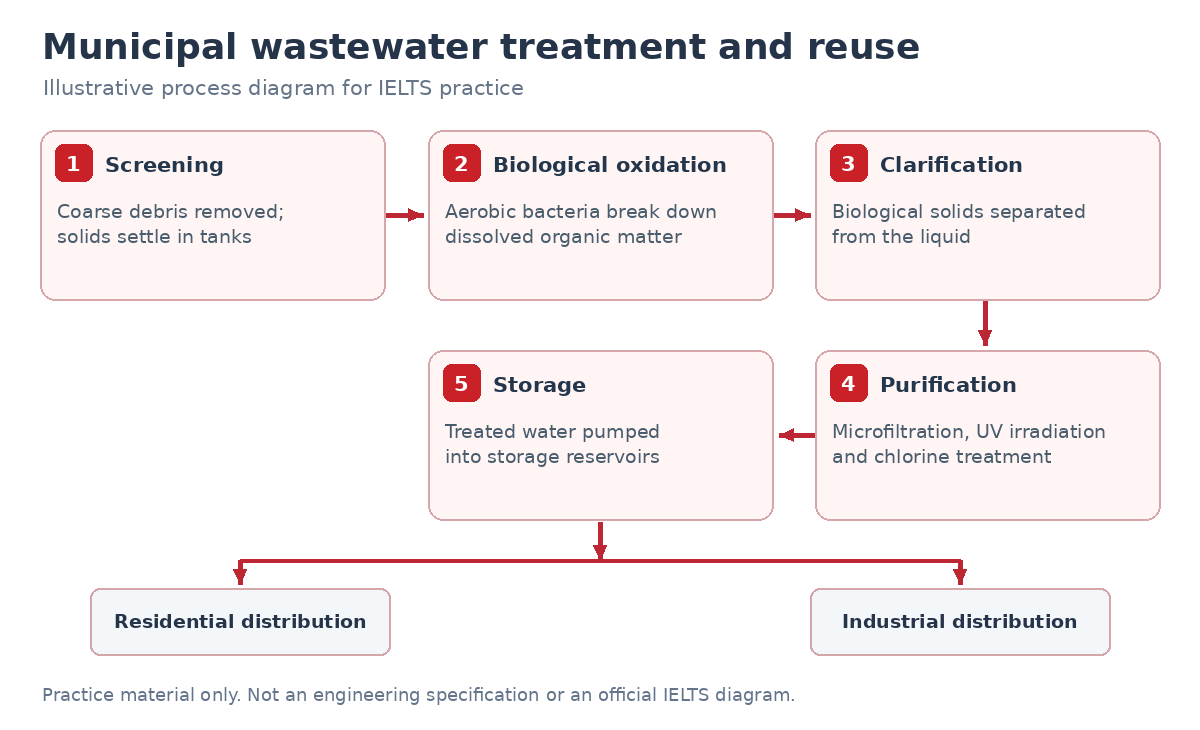 Municipal wastewater treatment and reuse
Illustrative process diagram for IELTS practice
1 Screening
Coarse debris removed;
solids settle in tanks
2 Biological oxidation
Aerobic bacteria break down
dissolved organic matter
3 Clarification
Biological solids separated
from the liquid
4 Purification
Microfiltration, UV irradiation
and chlorine treatment
5 Storage
Treated water pumped
into storage reservoirs
Residential distribution
Industrial distribution
Practice material only. Not an engineering specification or an official IELTS diagram.